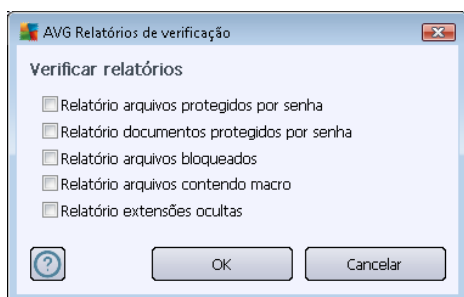 AVG Relatórios de verificação
Verificar relatórios
Relatório arquivos protegidos por senha
Relatório documentos protegidos por senha
Relatório arquivos bloqueados
Relatório arquivos contendo macro
Relatório extensões ocultas
?
OK
Cancelar